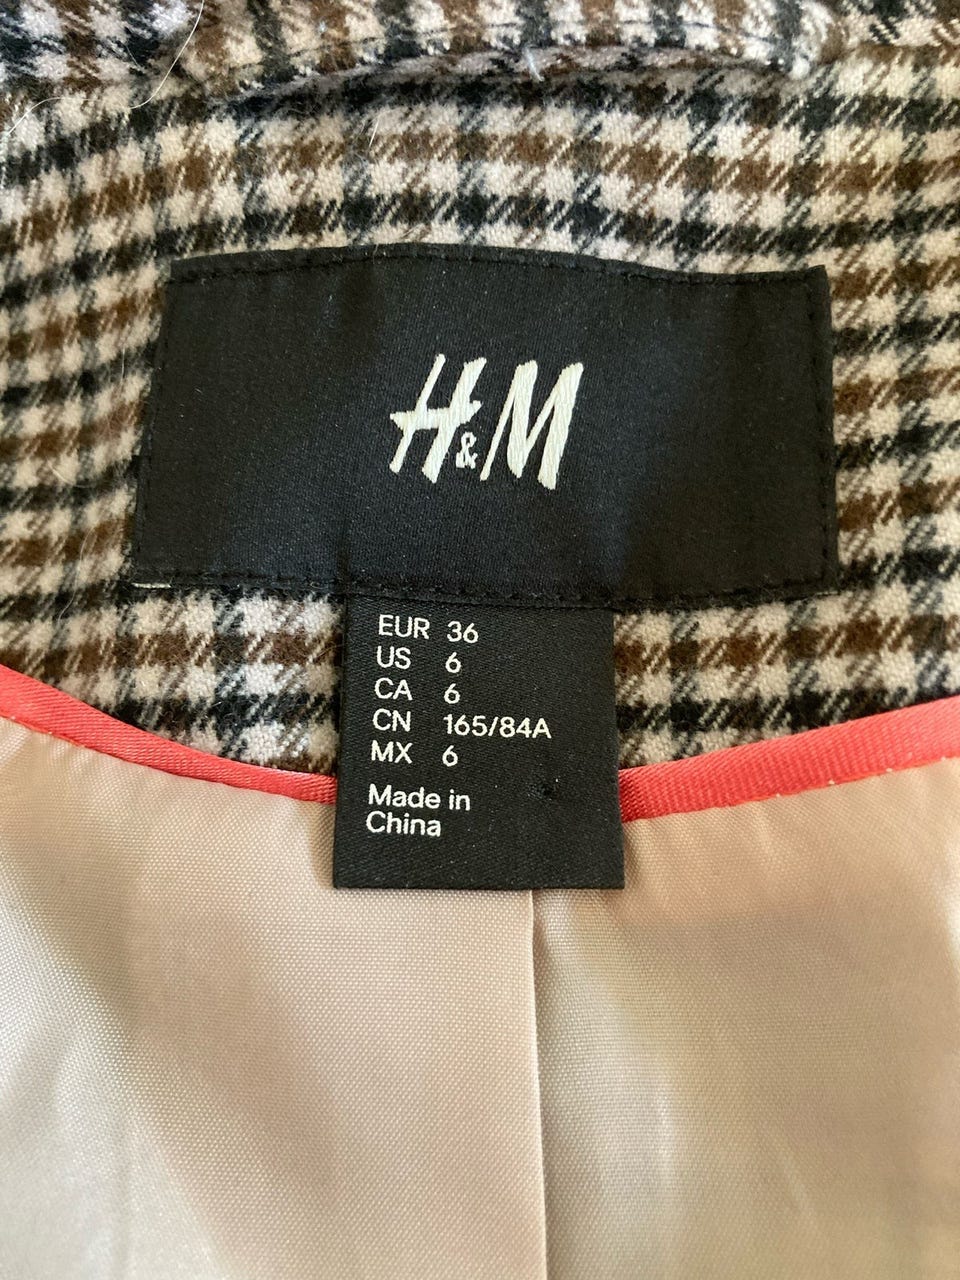 H&M
EUR 36
US 6
CA 6
CN 165/84A
MX 6
Made in
China